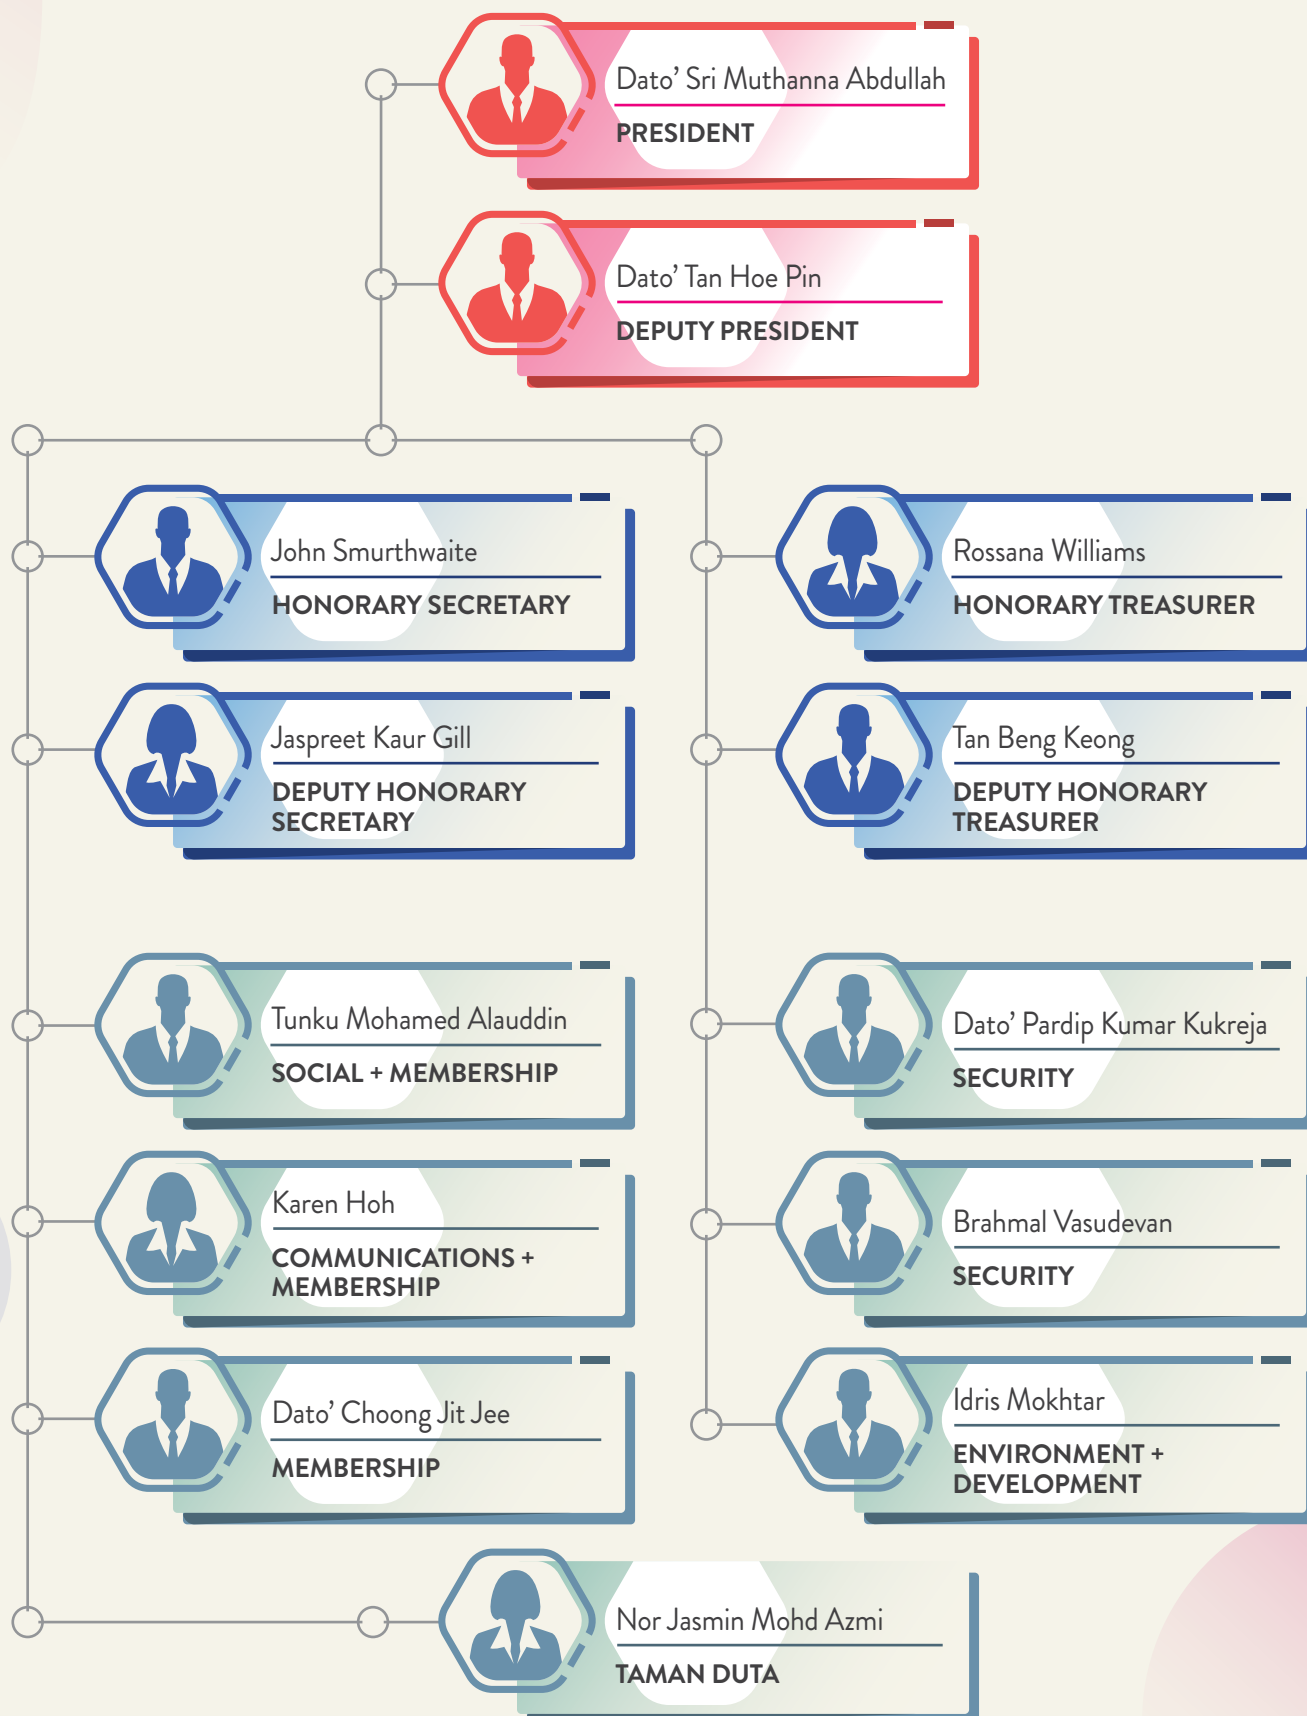 Dato’ Sri Muthanna Abdullah
PRESIDENT
Dato’ Tan Hoe Pin
DEPUTY PRESIDENT
John Smurthwaite
HONORARY SECRETARY
Rossana Williams
HONORARY TREASURER
Jaspreet Kaur Gill
DEPUTY HONORARY
SECRETARY
Tan Beng Keong
DEPUTY HONORARY
TREASURER
Tunku Mohamed Alauddin
SOCIAL + MEMBERSHIP
Dato’ Pardip Kumar Kukreja
SECURITY
Karen Hoh
COMMUNICATIONS +
MEMBERSHIP
Brahmal Vasudevan
SECURITY
Dato’ Choong Jit Jee
MEMBERSHIP
Idris Mokhtar
ENVIRONMENT +
DEVELOPMENT
Nor Jasmin Mohd Azmi
TAMAN DUTA